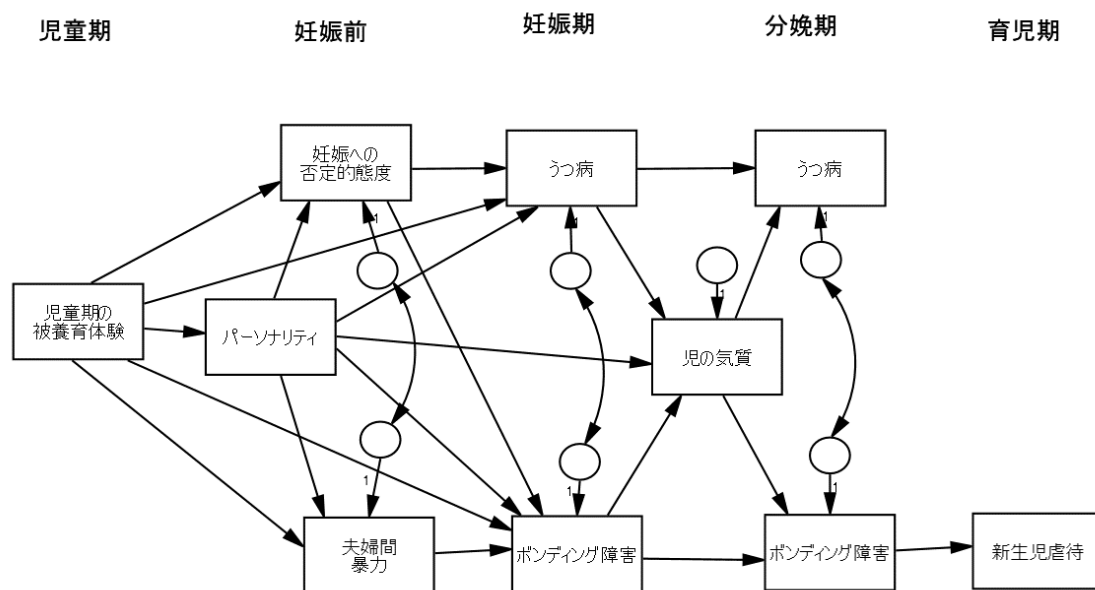 児童期
妊娠前
妊娠期
分娩期
育児期
妊娠への
否定的態度
うつ病
うつ病
1
1
1
児童期の
被養育体験
パーソナリティ
1
児の気質
1
1
1
夫婦間
暴力
ボンディング障害
ボンディング障害
新生児虐待